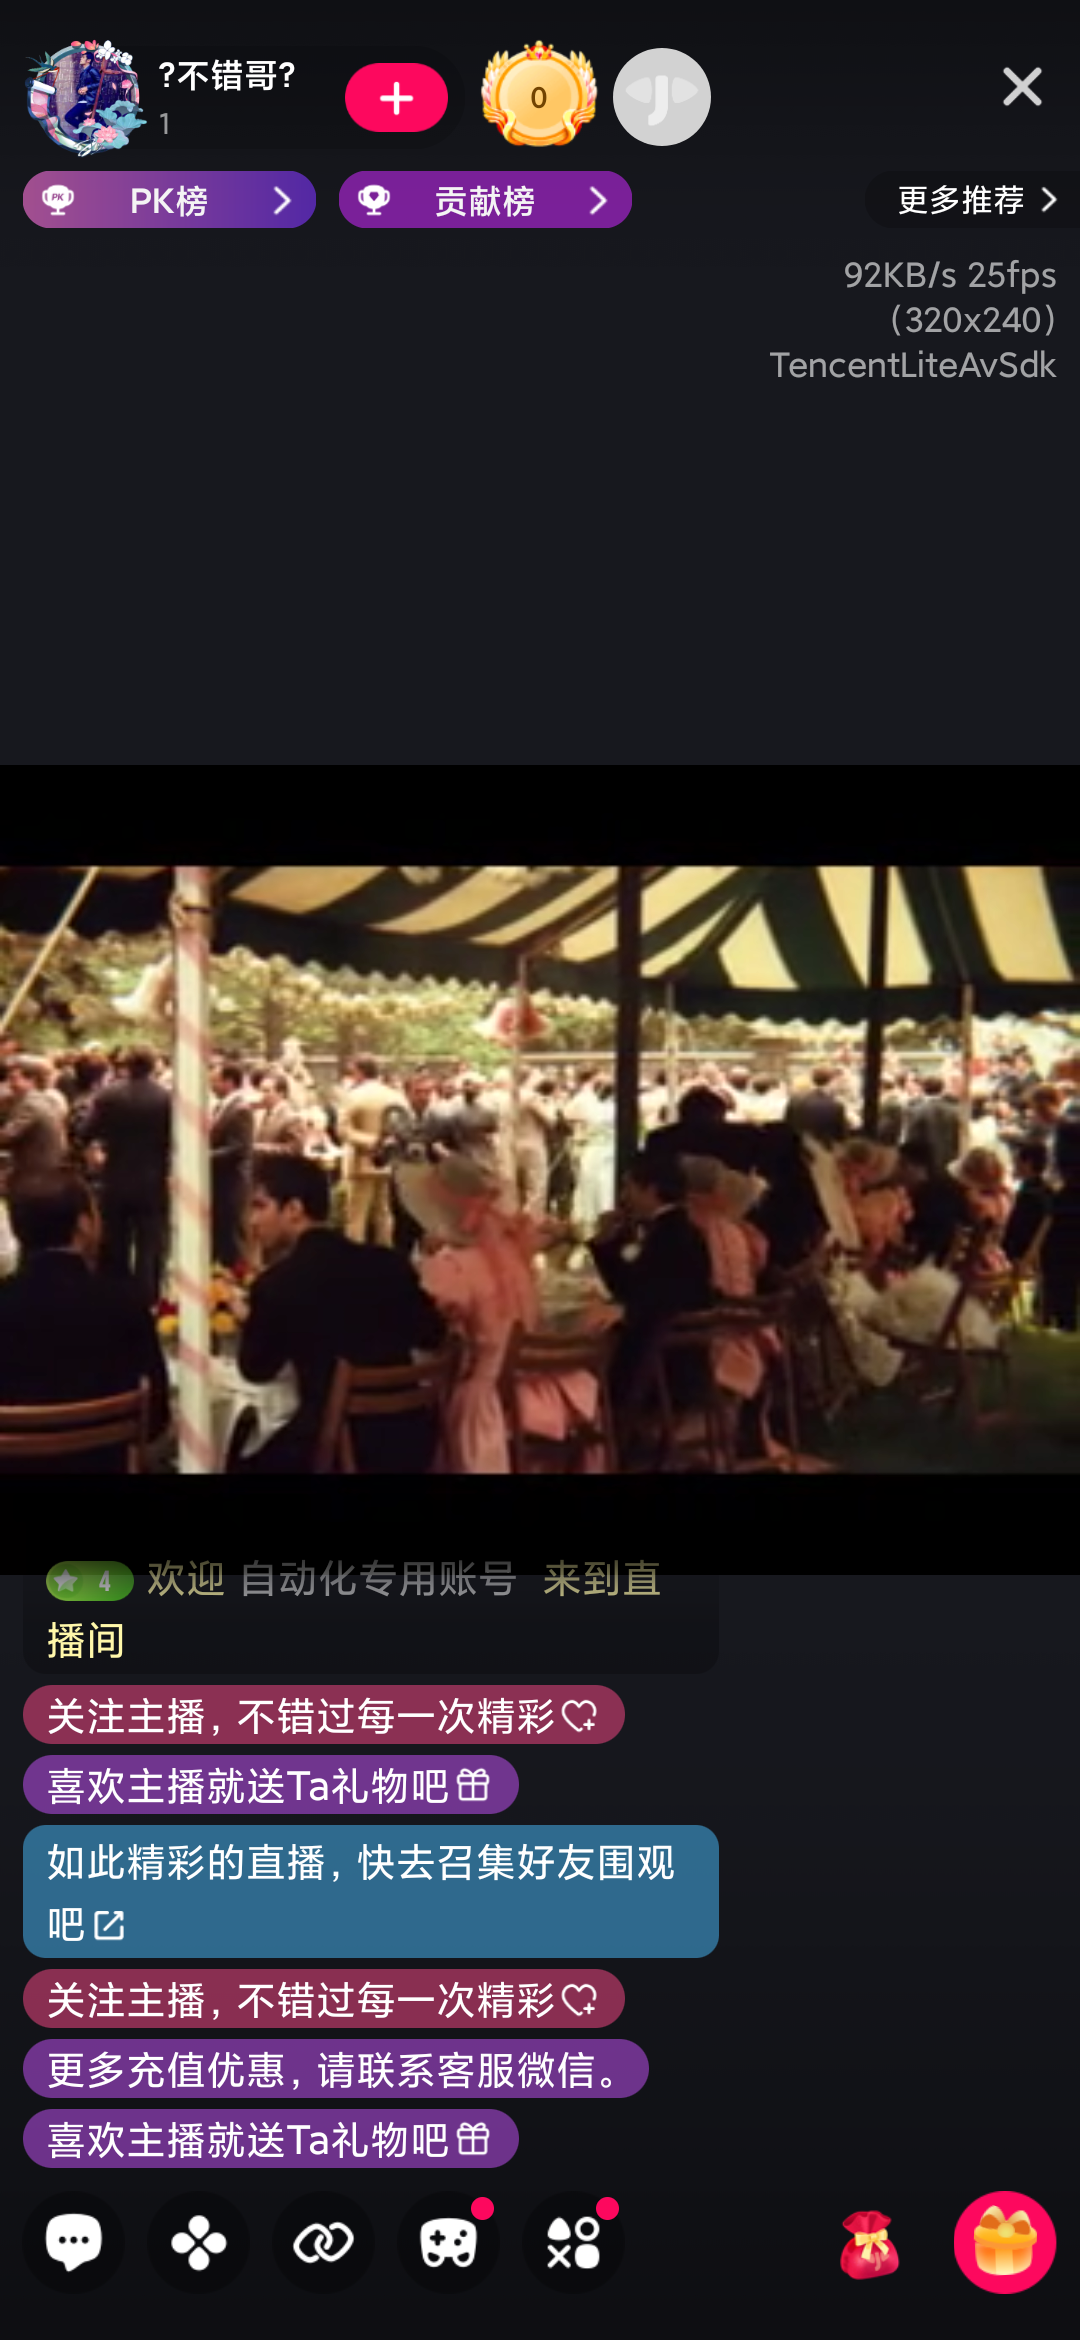 ?不错哥?
1
0
PK榜
贡献榜
更多推荐
92KB/s 25fps
(320x240)
TencentLiteAvSdk
4 欢迎 自动化专用账号 来到直
播间
关注主播,不错过每一次精彩
喜欢主播就送Ta礼物吧
如此精彩的直播,快去召集好友围观
吧
关注主播,不错过每一次精彩
更多充值优惠,请联系客服微信。
喜欢主播就送Ta礼物吧